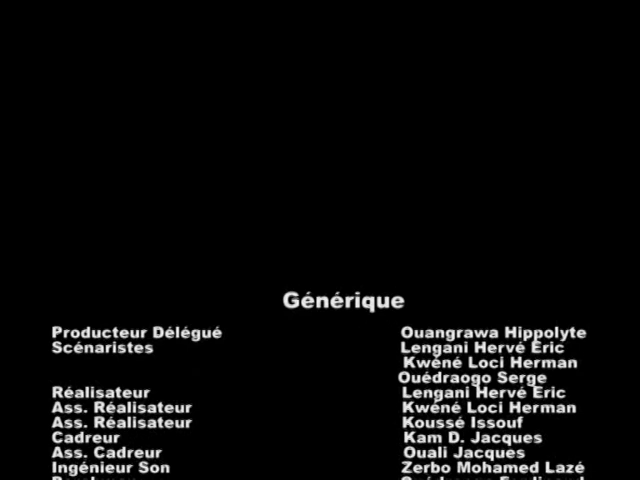 Générique
Producteur Délégué Ouangrawa Hippolyte
Scénaristes Lengani Hervé Eric
Kwéné Loci Herman
Ouédraogo Serge
Réalisateur Lengani Hervé Eric
Ass. Réalisateur Kwéné Loci Herman
Ass. Réalisateur Koussé Issouf
Cadreur Kam D. Jacques
Ass. Cadreur Ouali Jacques
Ingénieur Son Zerbo Mohamed Lazé